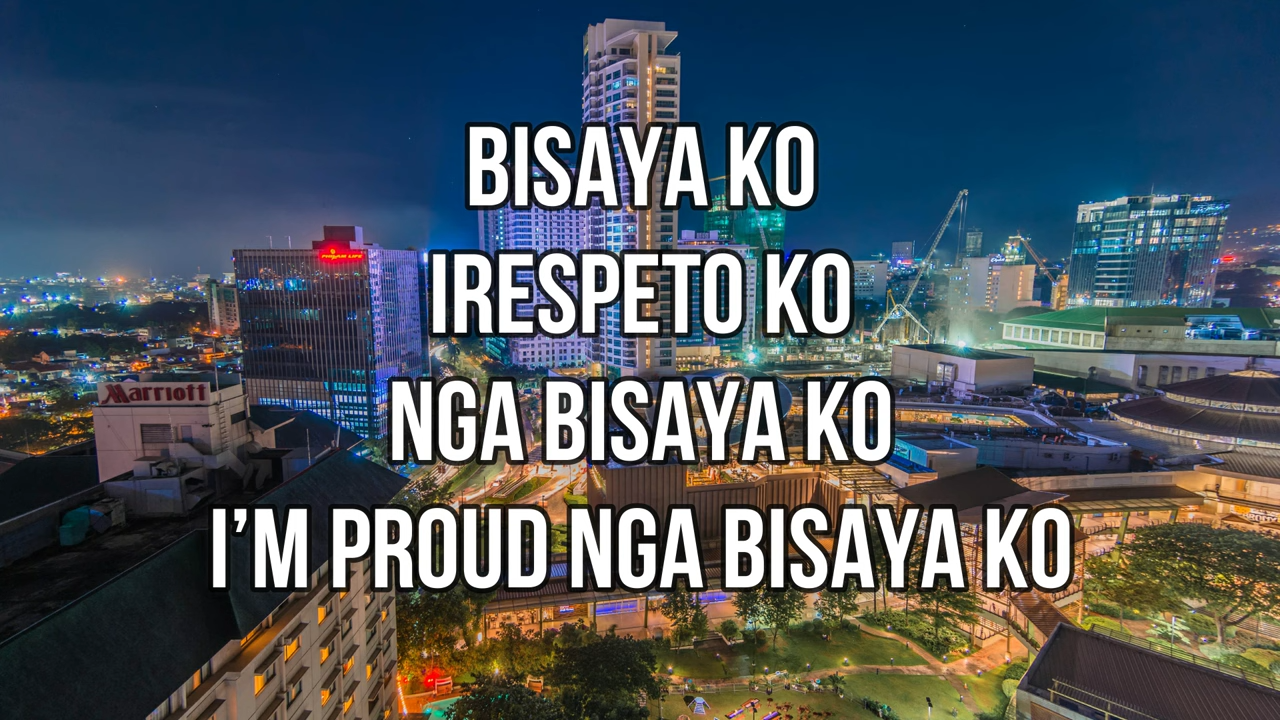 BISAYA KO
IRESPETO KO
NGA BISAYA KO
I'M PROUD NGA BISAYA KO
Marriott